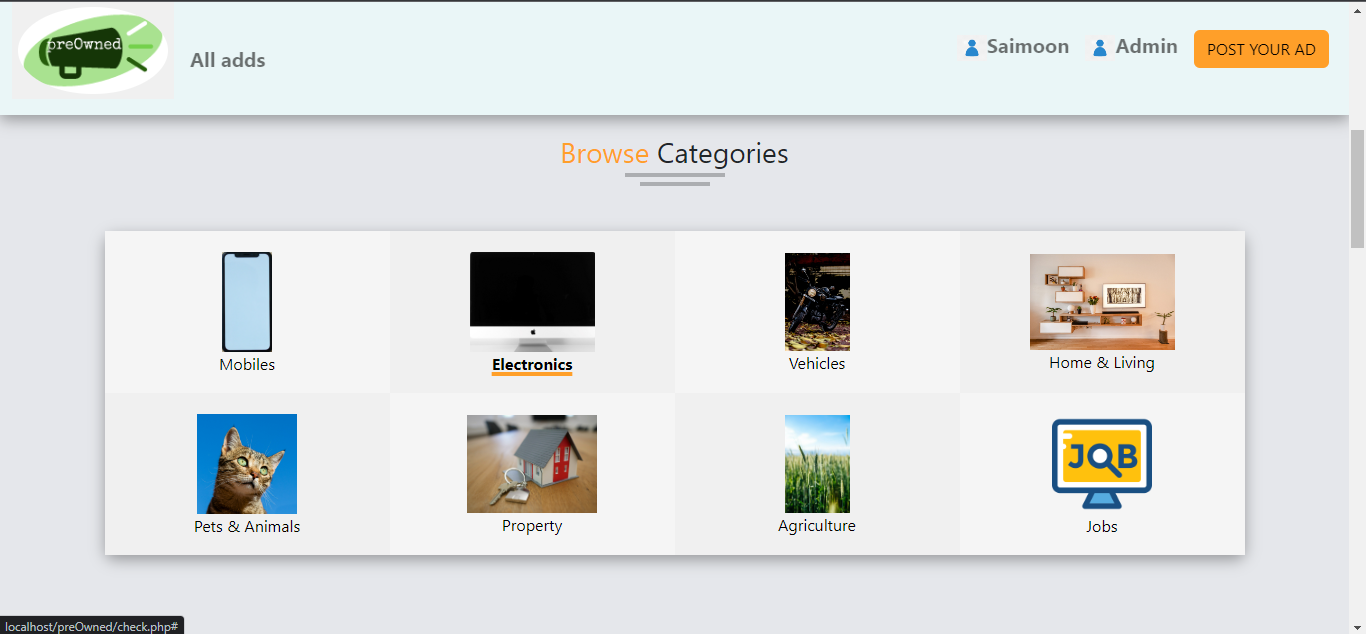 preOwned
All adds
Saimoon
Admin
POST YOUR AD
Browse Categories
Mobiles
Electronics
Vehicles
Home & Living
Pets & Animals
Property
Agriculture
JOB
Jobs
localhost/preOwned/check.php#